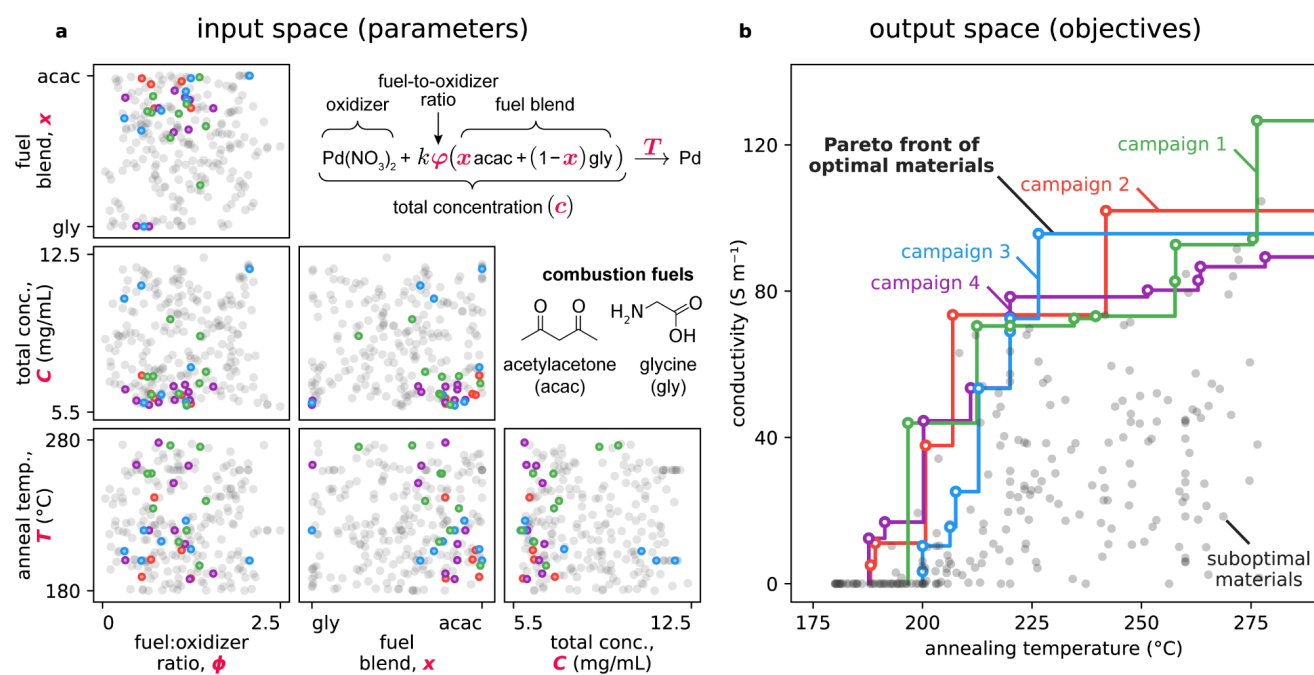 a
input space (parameters)
acac
fuel
blend, x
gly
oxidizer
fuel-to-oxidizer
ratio
fuel blend
Pd(NO3)2 + kφ(x acac + (1−x) gly) T → Pd
total concentration (c)
12.5
total conc.,
C (mg/mL)
5.5
combustion fuels
O O
acetylacetone
(acac)
H2N O
OH
glycine
(gly)
280
anneal temp.,
T (°C)
180
0 2.5
fuel:oxidizer
ratio, ϕ
gly acac
fuel
blend, x
5.5 12.5
total conc.,
C (mg/mL)
b
output space (objectives)
120
80
40
0
conductivity (S m⁻¹)
Pareto front of
optimal materials
campaign 1
campaign 2
campaign 3
campaign 4
suboptimal
materials
175 200 225 250 275
annealing temperature (°C)